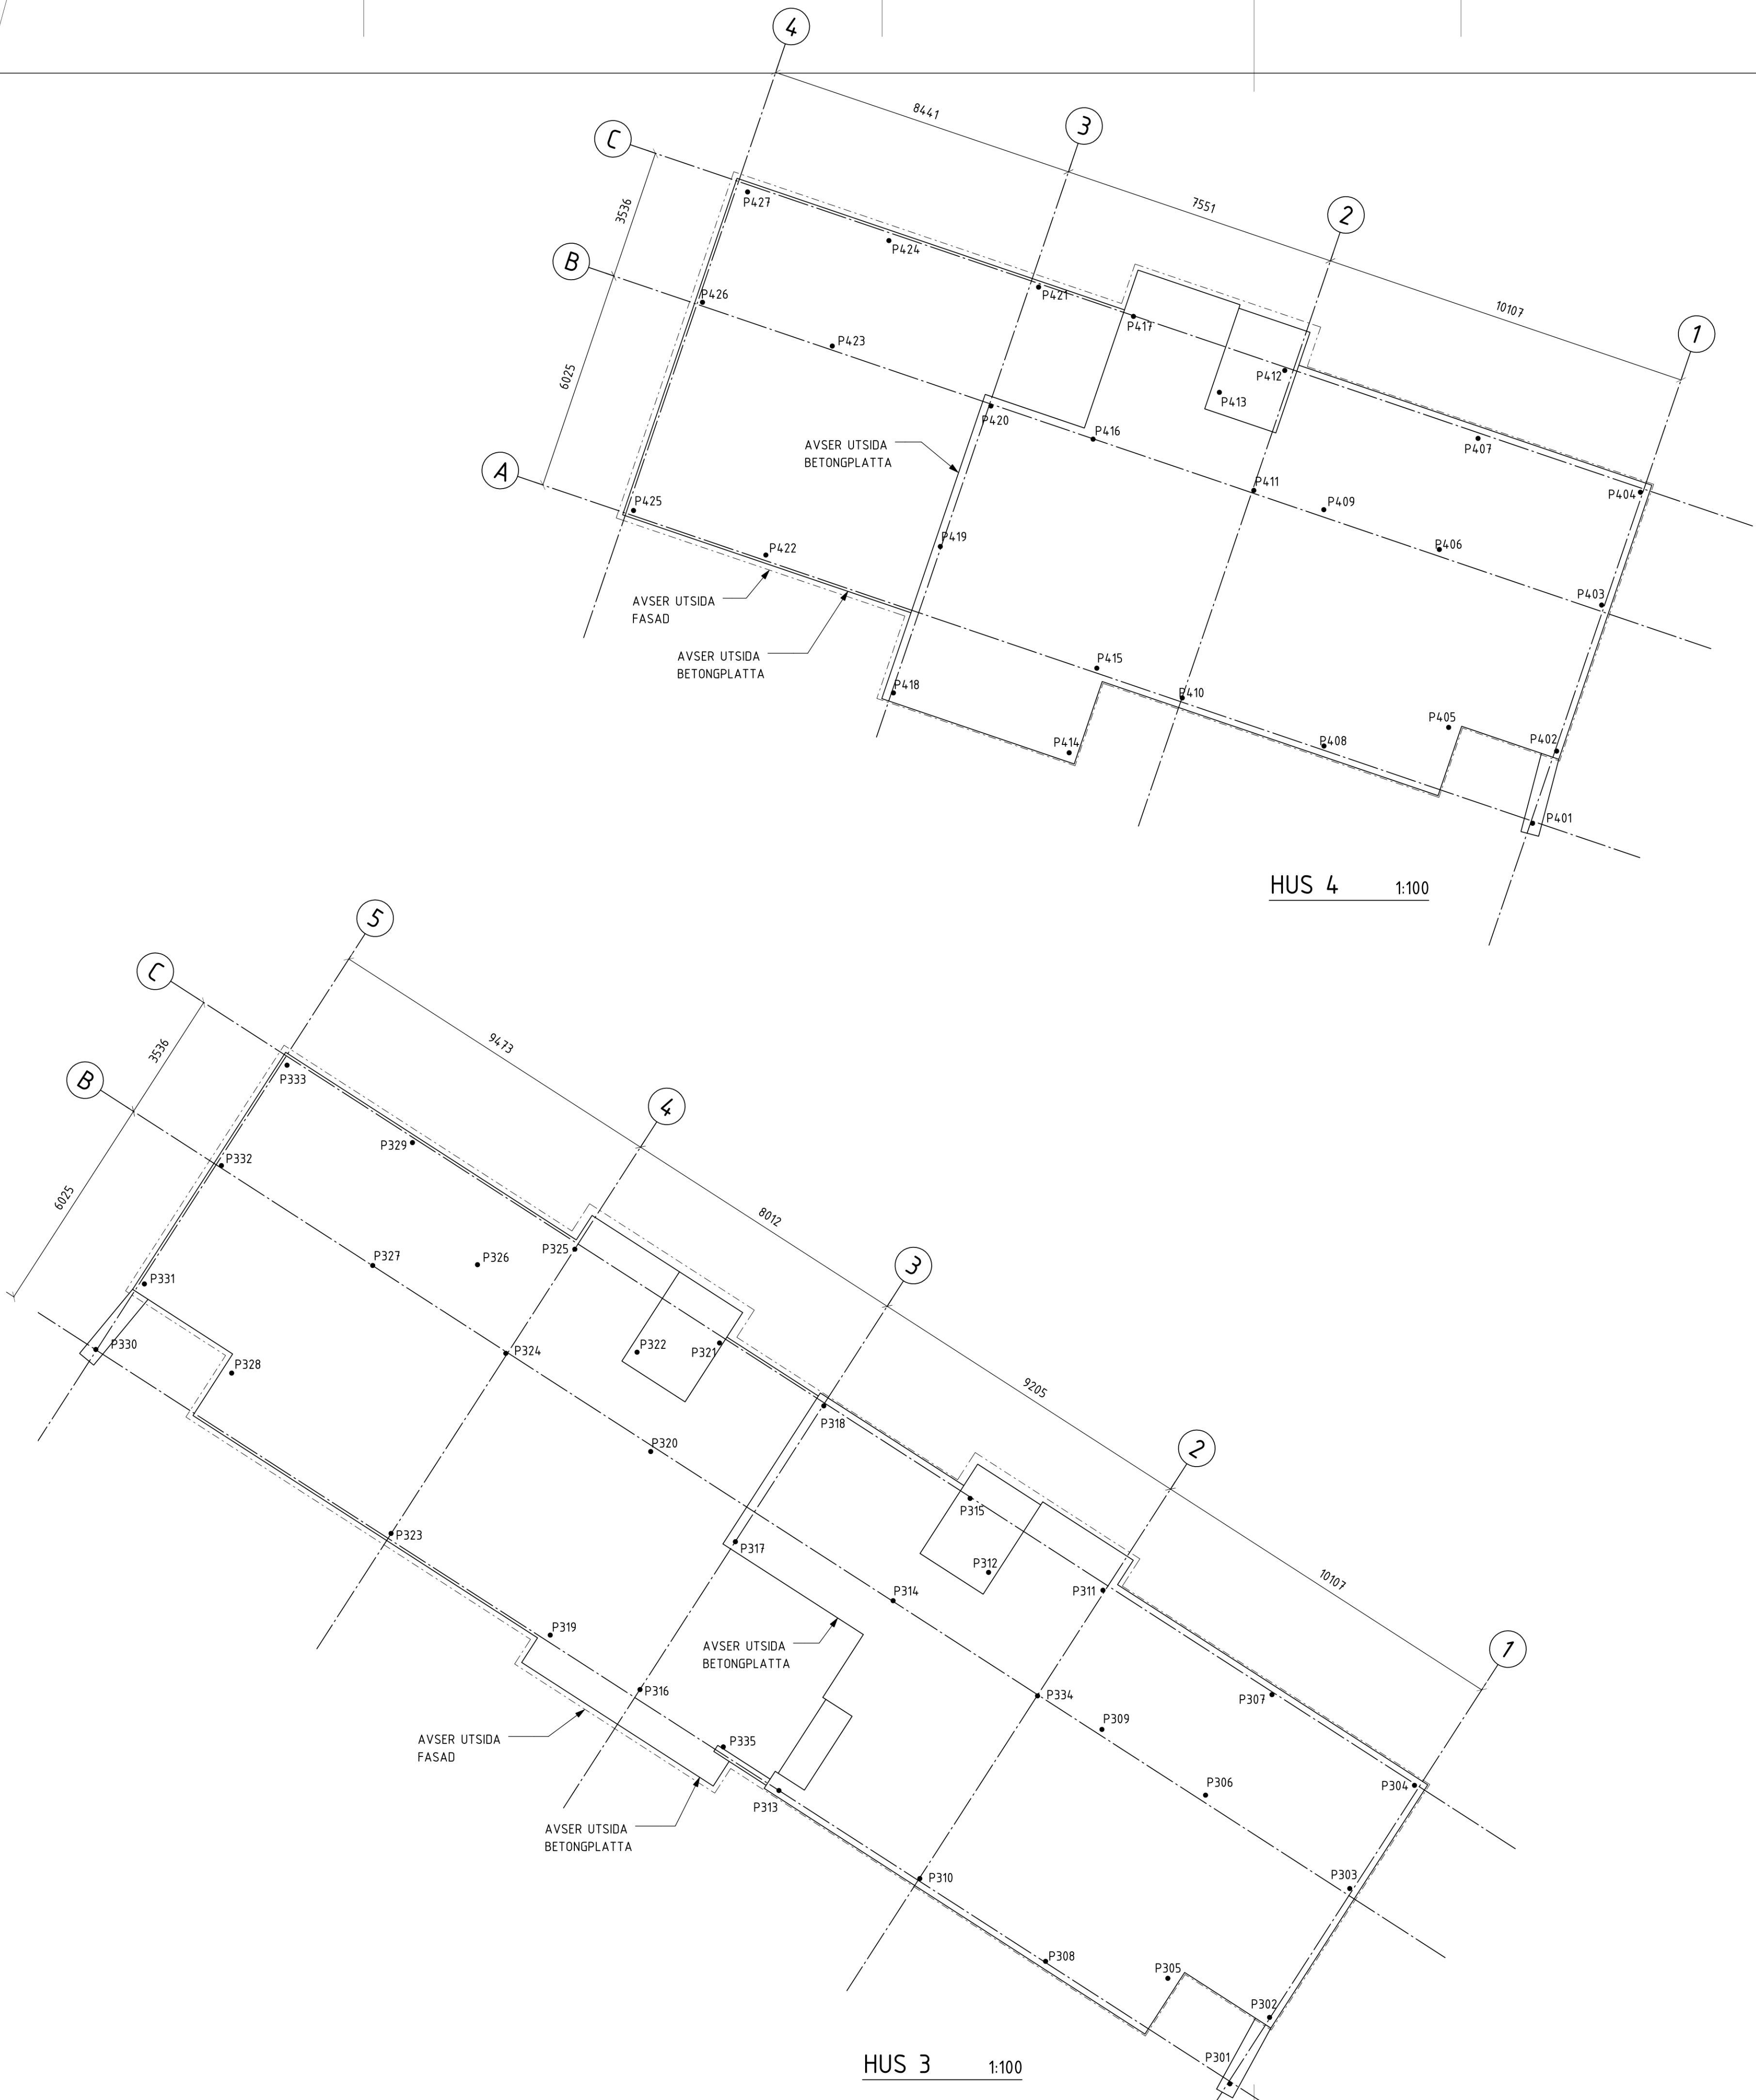 4
8441
3
C
7551
3536
P427
2
P424
B
10107
P426
P421
1
P417
P423
6025
P412
P413
P420
AVSER UTSIDA
BETONGPLATTA
P416
P407
A
P411
P404
P425
P409
P419
P406
P422
AVSER UTSIDA
FASAD
P403
AVSER UTSIDA
BETONGPLATTA
P415
P418
P410
P405
P414
P408
P402
P401
HUS 4 1:100
5
C
9473
3536
P333
B
4
P329
P332
6025
8012
P327
P326
P325
3
P331
P330
P324
P322
P321
P328
9205
P318
P320
2
P323
P315
P317
P312
10107
P311
P314
P319
AVSER UTSIDA
BETONGPLATTA
1
P316
P334
P307
P309
AVSER UTSIDA
FASAD
P335
P306
P304
P313
AVSER UTSIDA
BETONGPLATTA
P303
P310
P308
P305
P302
P301
HUS 3 1:100